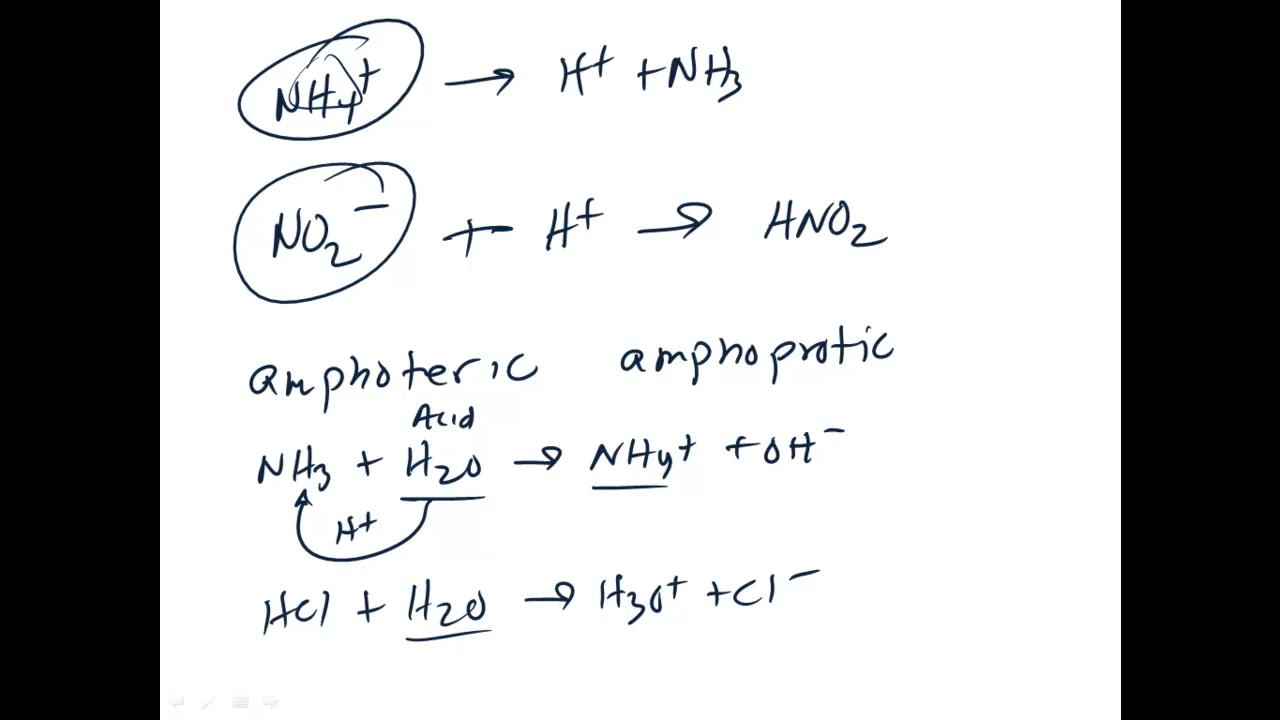 NH4+ → H+ + NH3
NO2− + H+ → HNO2
amphoteric amphoprotic
Acid
NH3 + H2O → NH4+ + OH−
H+
HCl + H2O → H3O+ + Cl−